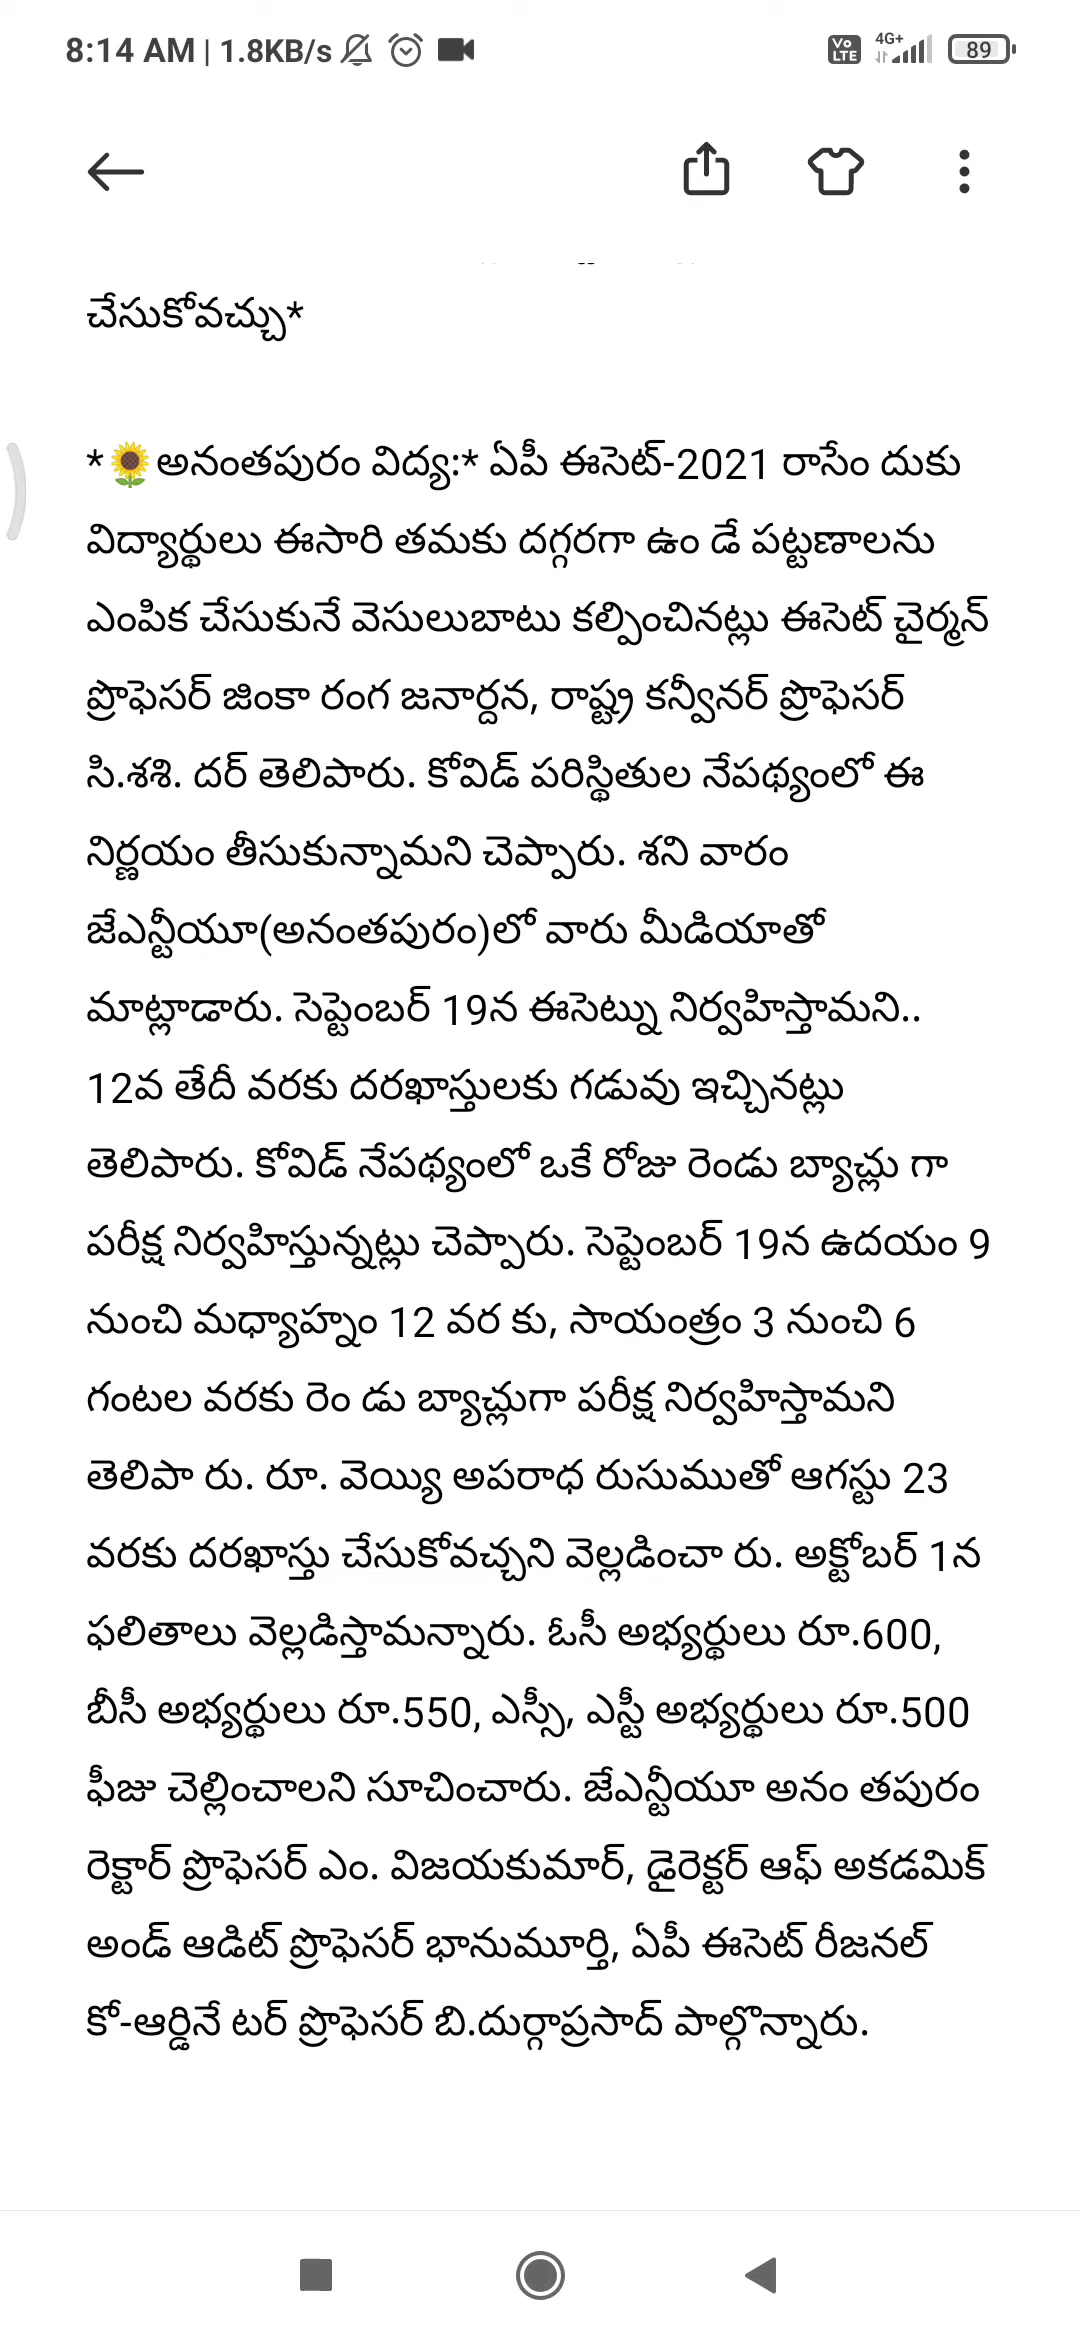 8:14 AM | 1.8KB/s
Vo LTE 4G+ 89
చేసుకోవచ్చు*
*🌻అనంతపురం విద్య:* ఏపీ ఈసెట్-2021 రాసేం దుకు
విద్యార్థులు ఈసారి తమకు దగ్గరగా ఉం డే పట్టణాలను
ఎంపిక చేసుకునే వెసులుబాటు కల్పించినట్లు ఈసెట్ చైర్మన్
ప్రొఫెసర్ జింకా రంగ జనార్దన, రాష్ట్ర కన్వీనర్ ప్రొఫెసర్
సి.శశి. దర్ తెలిపారు. కోవిడ్ పరిస్థితుల నేపథ్యంలో ఈ
నిర్ణయం తీసుకున్నామని చెప్పారు. శని వారం
జేఎన్టీయూ(అనంతపురం)లో వారు మీడియాతో
మాట్లాడారు. సెప్టెంబర్ 19న ఈసెట్ను నిర్వహిస్తామని..
12వ తేదీ వరకు దరఖాస్తులకు గడువు ఇచ్చినట్లు
తెలిపారు. కోవిడ్ నేపథ్యంలో ఒకే రోజు రెండు బ్యాచ్లు గా
పరీక్ష నిర్వహిస్తున్నట్లు చెప్పారు. సెప్టెంబర్ 19న ఉదయం 9
నుంచి మధ్యాహ్నం 12 వర కు, సాయంత్రం 3 నుంచి 6
గంటల వరకు రెం డు బ్యాచ్లుగా పరీక్ష నిర్వహిస్తామని
తెలిపా రు. రూ. వెయ్యి అపరాధ రుసుముతో ఆగస్టు 23
వరకు దరఖాస్తు చేసుకోవచ్చని వెల్లడించా రు. అక్టోబర్ 1న
ఫలితాలు వెల్లడిస్తామన్నారు. ఓసీ అభ్యర్థులు రూ.600,
బీసీ అభ్యర్థులు రూ.550, ఎస్సీ, ఎస్టీ అభ్యర్థులు రూ.500
ఫీజు చెల్లించాలని సూచించారు. జేఎన్టీయూ అనం తపురం
రెక్టార్ ప్రొఫెసర్ ఎం. విజయకుమార్, డైరెక్టర్ ఆఫ్ అకడమిక్
అండ్ ఆడిట్ ప్రొఫెసర్ భానుమూర్తి, ఏపీ ఈసెట్ రీజనల్
కో-ఆర్డినే టర్ ప్రొఫెసర్ బి.దుర్గాప్రసాద్ పాల్గొన్నారు.